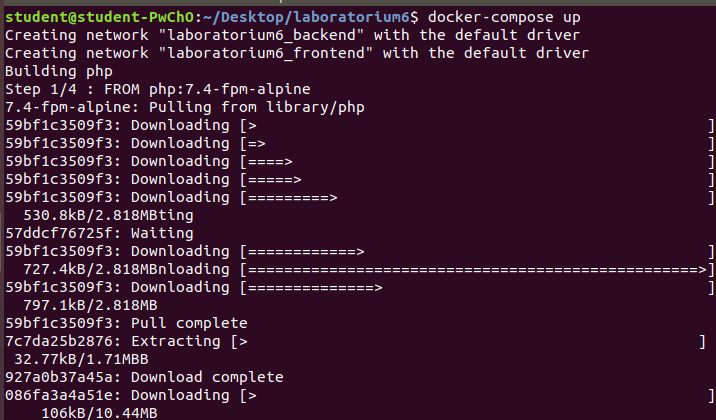 student@student-PwChO:~/Desktop/laboratorium6$ docker-compose up
Creating network "laboratorium6_backend" with the default driver
Creating network "laboratorium6_frontend" with the default driver
Building php
Step 1/4 : FROM php:7.4-fpm-alpine
7.4-fpm-alpine: Pulling from library/php
59bf1c3509f3: Downloading [>                                                  ]
59bf1c3509f3: Downloading [=>                                                 ]
59bf1c3509f3: Downloading [====>                                              ]
59bf1c3509f3: Downloading [=====>                                             ]
59bf1c3509f3: Downloading [=========>                                         ]
  530.8kB/2.818MBting
57ddcf76725f: Waiting
59bf1c3509f3: Downloading [============>                                      ]
  727.4kB/2.818MBnloading [==================================================>]
59bf1c3509f3: Downloading [==============>                                    ]
  797.1kB/2.818MB
59bf1c3509f3: Pull complete
7c7da25b2876: Extracting [>                                                  ]
 32.77kB/1.71MBB
927a0b37a45a: Download complete
086fa3a4a51e: Downloading [>                                                  ]
    106kB/10.44MB